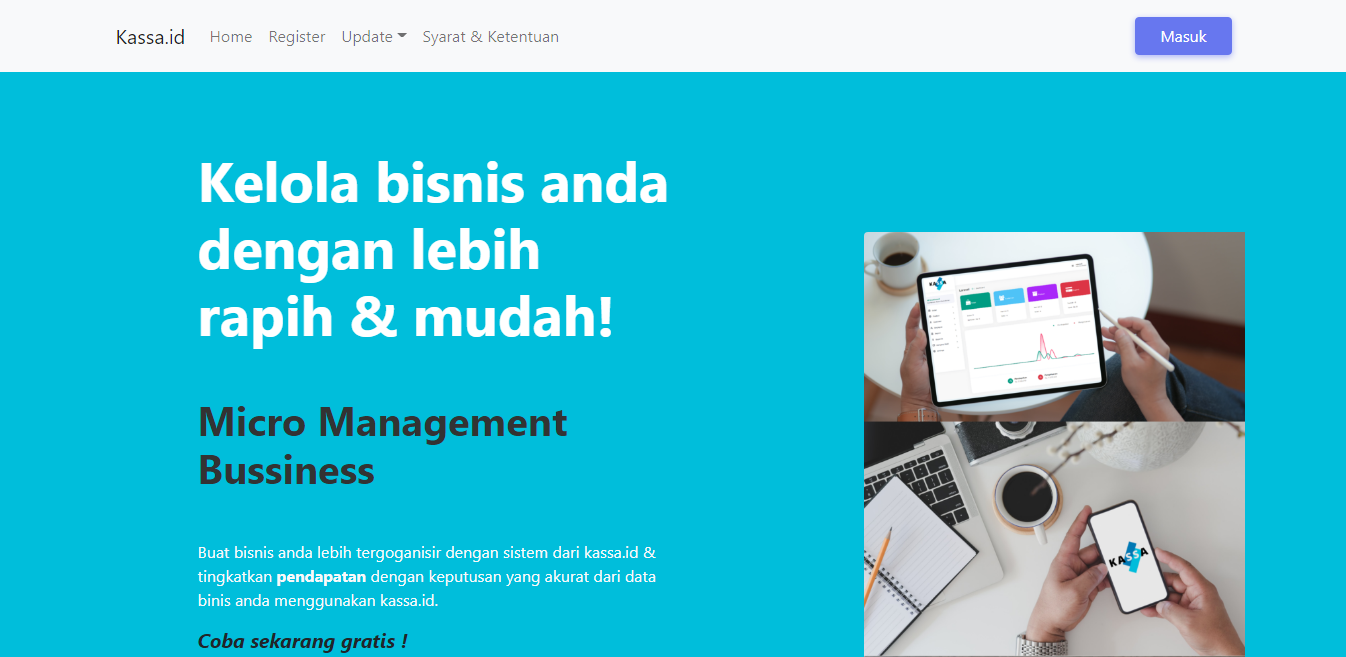 Kassa.id Home Register Update Syarat & Ketentuan Masuk
Kelola bisnis anda
dengan lebih
rapih & mudah!
Micro Management
Bussiness
Buat bisnis anda lebih tergoganisir dengan sistem dari kassa.id &
tingkatkan pendapatan dengan keputusan yang akurat dari data
binis anda menggunakan kassa.id.
Coba sekarang gratis !
KASSA
KASSA